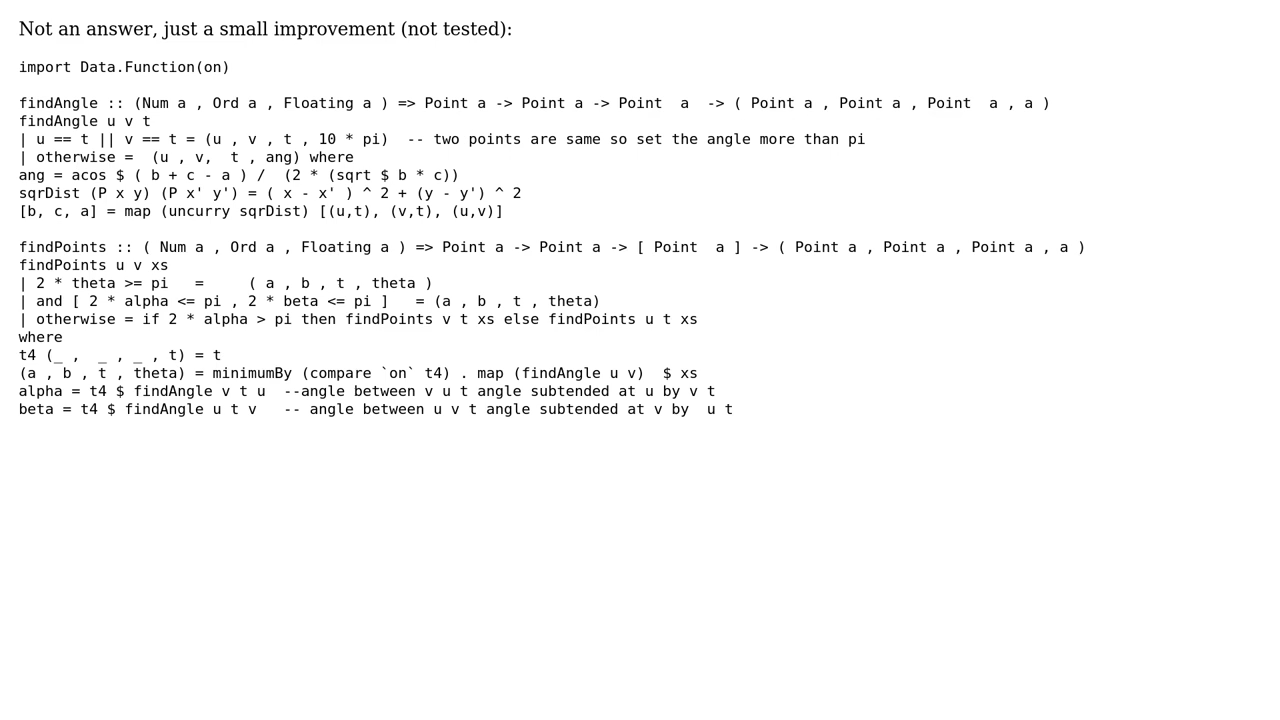 Not an answer, just a small improvement (not tested):
import Data.Function(on)
findAngle :: (Num a , Ord a , Floating a ) => Point a -> Point a -> Point  a  -> ( Point a , Point a , Point  a , a )
findAngle u v t
| u == t || v == t = (u , v , t , 10 * pi)  -- two points are same so set the angle more than pi
| otherwise =  (u , v,  t , ang) where
ang = acos $ ( b + c - a ) /  (2 * (sqrt $ b * c))
sqrDist (P x y) (P x' y') = ( x - x' ) ^ 2 + (y - y') ^ 2
[b, c, a] = map (uncurry sqrDist) [(u,t), (v,t), (u,v)]
findPoints :: ( Num a , Ord a , Floating a ) => Point a -> Point a -> [ Point  a ] -> ( Point a , Point a , Point a , a )
findPoints u v xs
| 2 * theta >= pi   =     ( a , b , t , theta )
| and [ 2 * alpha <= pi , 2 * beta <= pi ]   = (a , b , t , theta)
| otherwise = if 2 * alpha > pi then findPoints v t xs else findPoints u t xs
where
t4 (_ ,  _ , _ , t) = t
(a , b , t , theta) = minimumBy (compare `on` t4) . map (findAngle u v)  $ xs
alpha = t4 $ findAngle v t u  --angle between v u t angle subtended at u by v t
beta = t4 $ findAngle u t v   -- angle between u v t angle subtended at v by  u t